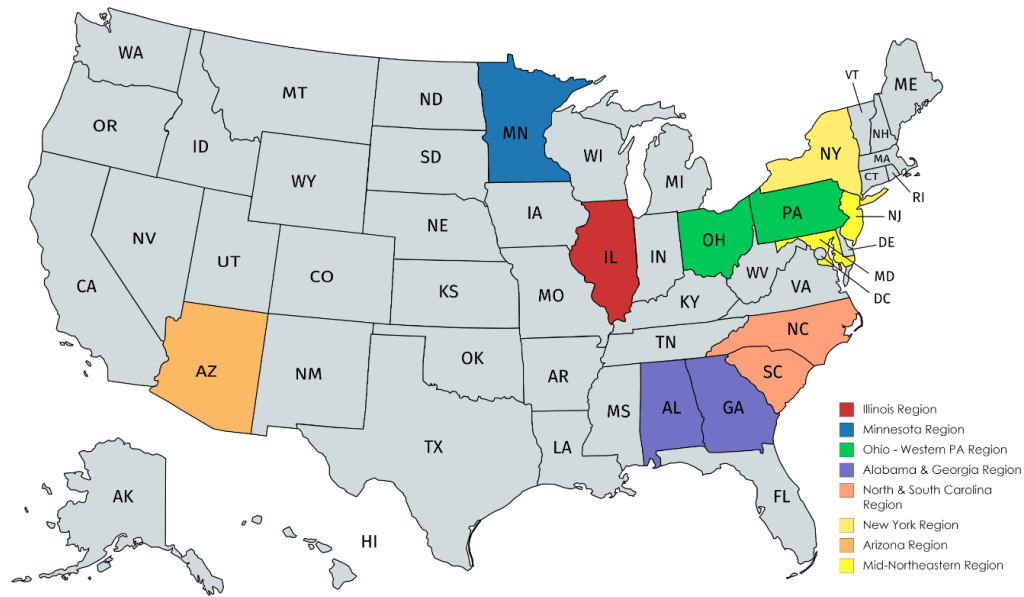 WA
MT
ND
MN
VT
ME
OR
ID
SD
WI
NY
NH
MA
WY
MI
CT
RI
IA
NE
PA
NJ
NV
OH
DE
UT
IL
IN
CO
WV
MD
CA
KS
MO
VA
DC
KY
NC
TN
AZ
NM
OK
AR
SC
MS
AL
GA
TX
LA
AK
FL
HI
Illinois Region
Minnesota Region
Ohio - Western PA Region
Alabama & Georgia Region
North & South Carolina
Region
New York Region
Arizona Region
Mid-Northeastern Region